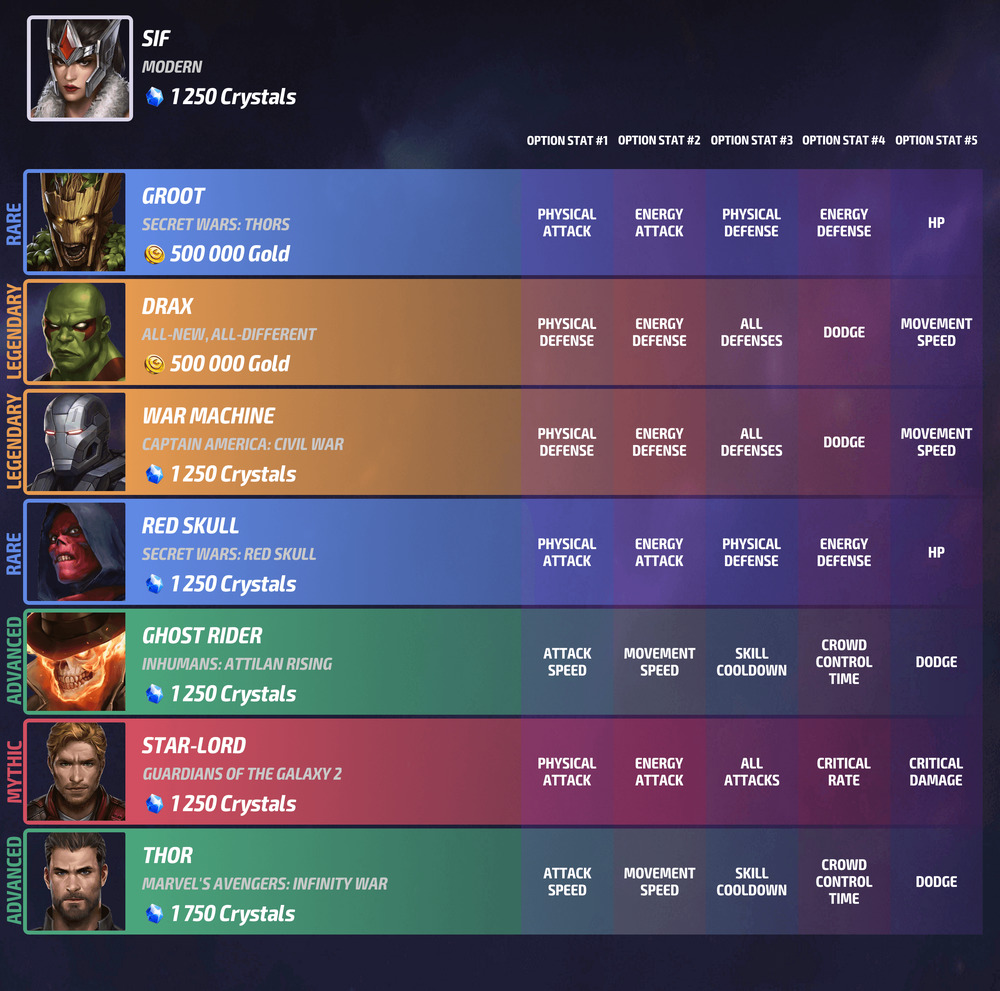 SIF
MODERN
1 250 Crystals
OPTION STAT #1 OPTION STAT #2 OPTION STAT #3 OPTION STAT #4 OPTION STAT #5
RARE
GROOT
SECRET WARS: THORS
500 000 Gold
PHYSICAL
ATTACK
ENERGY
ATTACK
PHYSICAL
DEFENSE
ENERGY
DEFENSE
HP
LEGENDARY
DRAX
ALL-NEW, ALL-DIFFERENT
500 000 Gold
PHYSICAL
DEFENSE
ENERGY
DEFENSE
ALL
DEFENSES
DODGE
MOVEMENT
SPEED
LEGENDARY
WAR MACHINE
CAPTAIN AMERICA: CIVIL WAR
1 250 Crystals
PHYSICAL
DEFENSE
ENERGY
DEFENSE
ALL
DEFENSES
DODGE
MOVEMENT
SPEED
RARE
RED SKULL
SECRET WARS: RED SKULL
1 250 Crystals
PHYSICAL
ATTACK
ENERGY
ATTACK
PHYSICAL
DEFENSE
ENERGY
DEFENSE
HP
ADVANCED
GHOST RIDER
INHUMANS: ATTILAN RISING
1 250 Crystals
ATTACK
SPEED
MOVEMENT
SPEED
SKILL
COOLDOWN
CROWD
CONTROL
TIME
DODGE
MYTHIC
STAR-LORD
GUARDIANS OF THE GALAXY 2
1 250 Crystals
PHYSICAL
ATTACK
ENERGY
ATTACK
ALL
ATTACKS
CRITICAL
RATE
CRITICAL
DAMAGE
ADVANCED
THOR
MARVEL'S AVENGERS: INFINITY WAR
1 750 Crystals
ATTACK
SPEED
MOVEMENT
SPEED
SKILL
COOLDOWN
CROWD
CONTROL
TIME
DODGE